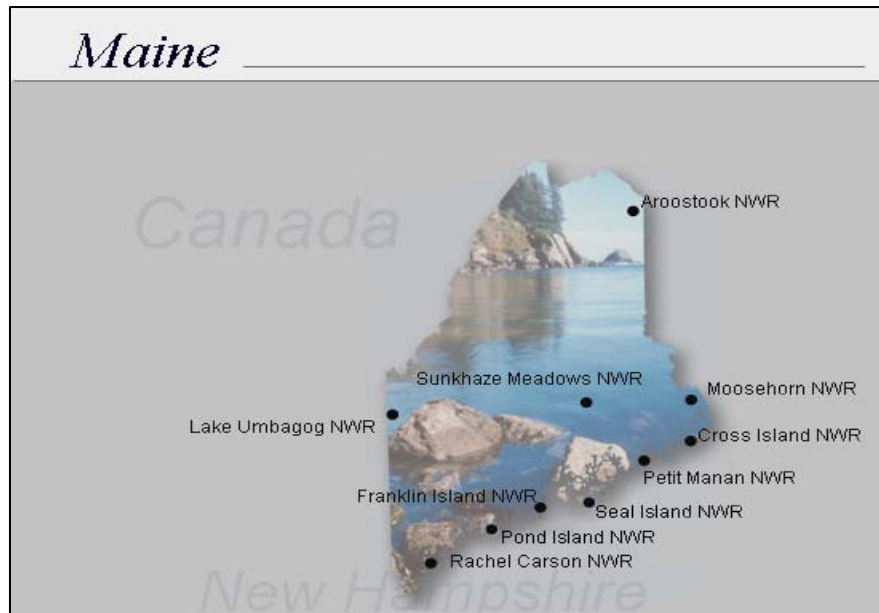 Maine
Canada
Aroostook NWR
Sunkhaze Meadows NWR
Moosehorn NWR
Lake Umbagog NWR
Cross Island NWR
Petit Manan NWR
Franklin Island NWR
Seal Island NWR
Pond Island NWR
Rachel Carson NWR
New Hampshire